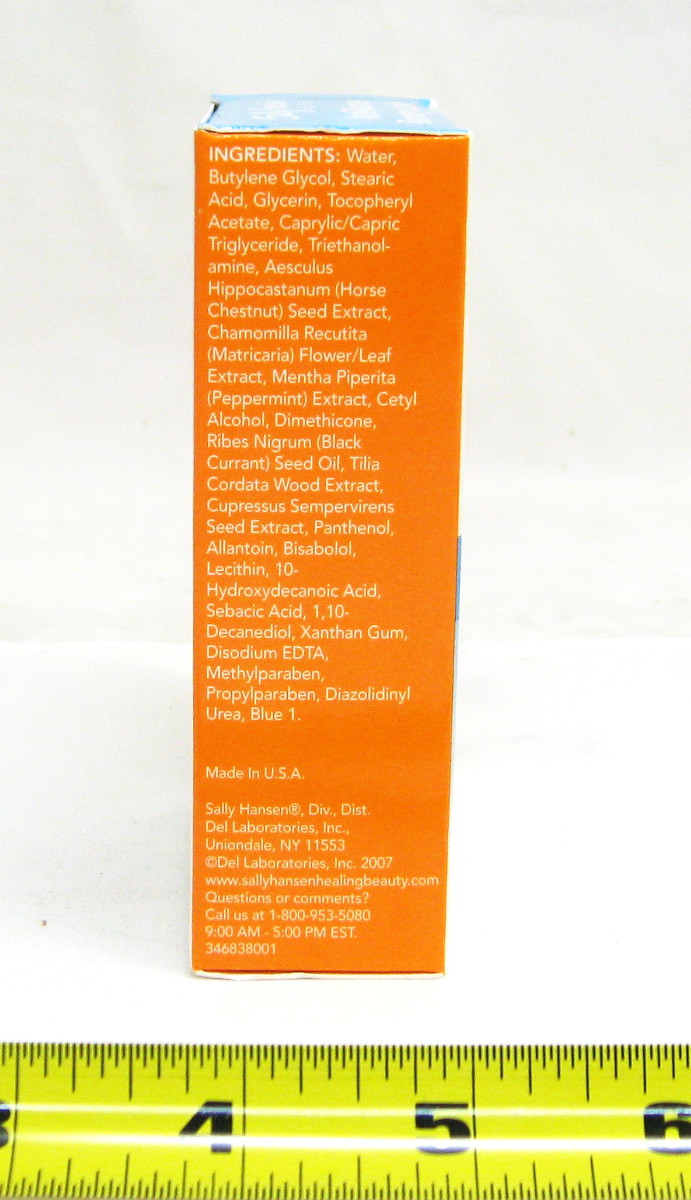 INGREDIENTS: Water,
Butylene Glycol, Stearic
Acid, Glycerin, Tocopheryl
Acetate, Caprylic/Capric
Triglyceride, Triethanol-
amine, Aesculus
Hippocastanum (Horse
Chestnut) Seed Extract,
Chamomilla Recutita
(Matricaria) Flower/Leaf
Extract, Mentha Piperita
(Peppermint) Extract, Cetyl
Alcohol, Dimethicone,
Ribes Nigrum (Black
Currant) Seed Oil, Tilia
Cordata Wood Extract,
Cupressus Sempervirens
Seed Extract, Panthenol,
Allantoin, Bisabolol,
Lecithin, 10-
Hydroxydecanoic Acid,
Sebacic Acid, 1,10-
Decanediol, Xanthan Gum,
Disodium EDTA,
Methylparaben,
Propylparaben, Diazolidinyl
Urea, Blue 1.
Made In U.S.A.
Sally Hansen®, Div., Dist.
Del Laboratories, Inc.,
Uniondale, NY 11553
©Del Laboratories, Inc. 2007
www.sallyhansenhealingbeauty.com
Questions or comments?
Call us at 1-800-953-5080
9:00 AM - 5:00 PM EST.
346838001
3 4 5 6